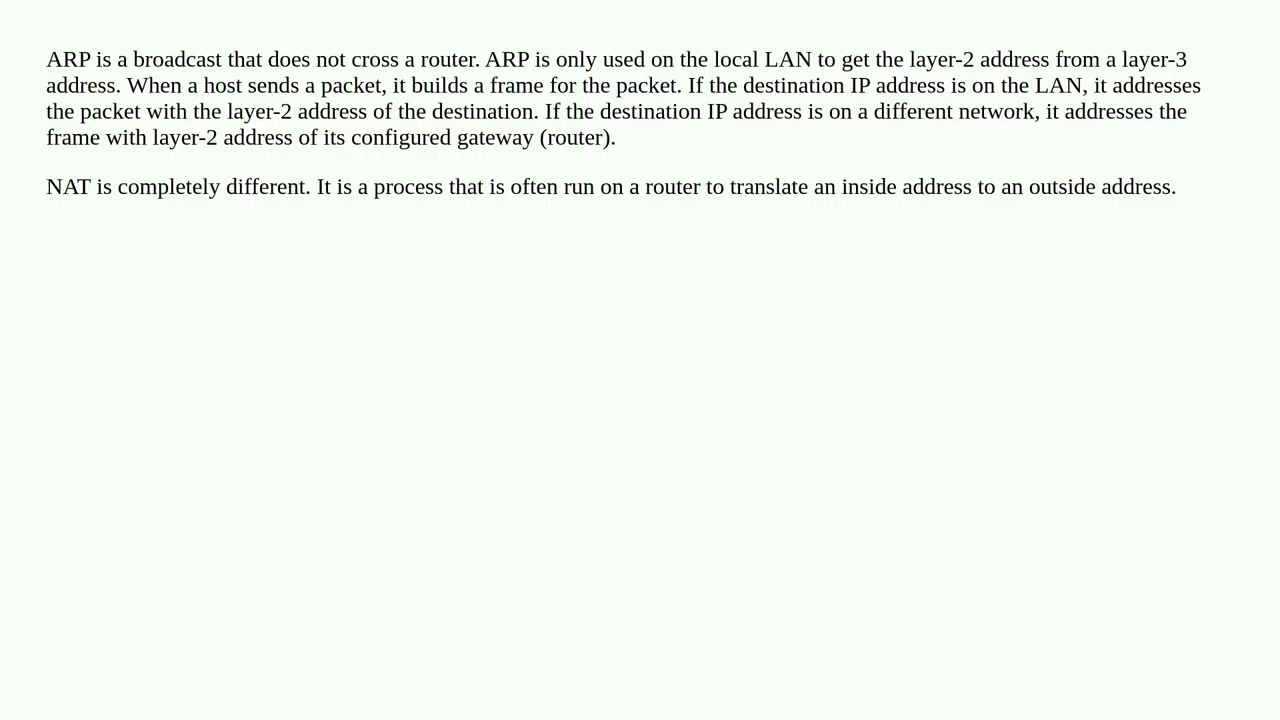 ARP is a broadcast that does not cross a router. ARP is only used on the local LAN to get the layer-2 address from a layer-3
address. When a host sends a packet, it builds a frame for the packet. If the destination IP address is on the LAN, it addresses
the packet with the layer-2 address of the destination. If the destination IP address is on a different network, it addresses the
frame with layer-2 address of its configured gateway (router).
NAT is completely different. It is a process that is often run on a router to translate an inside address to an outside address.